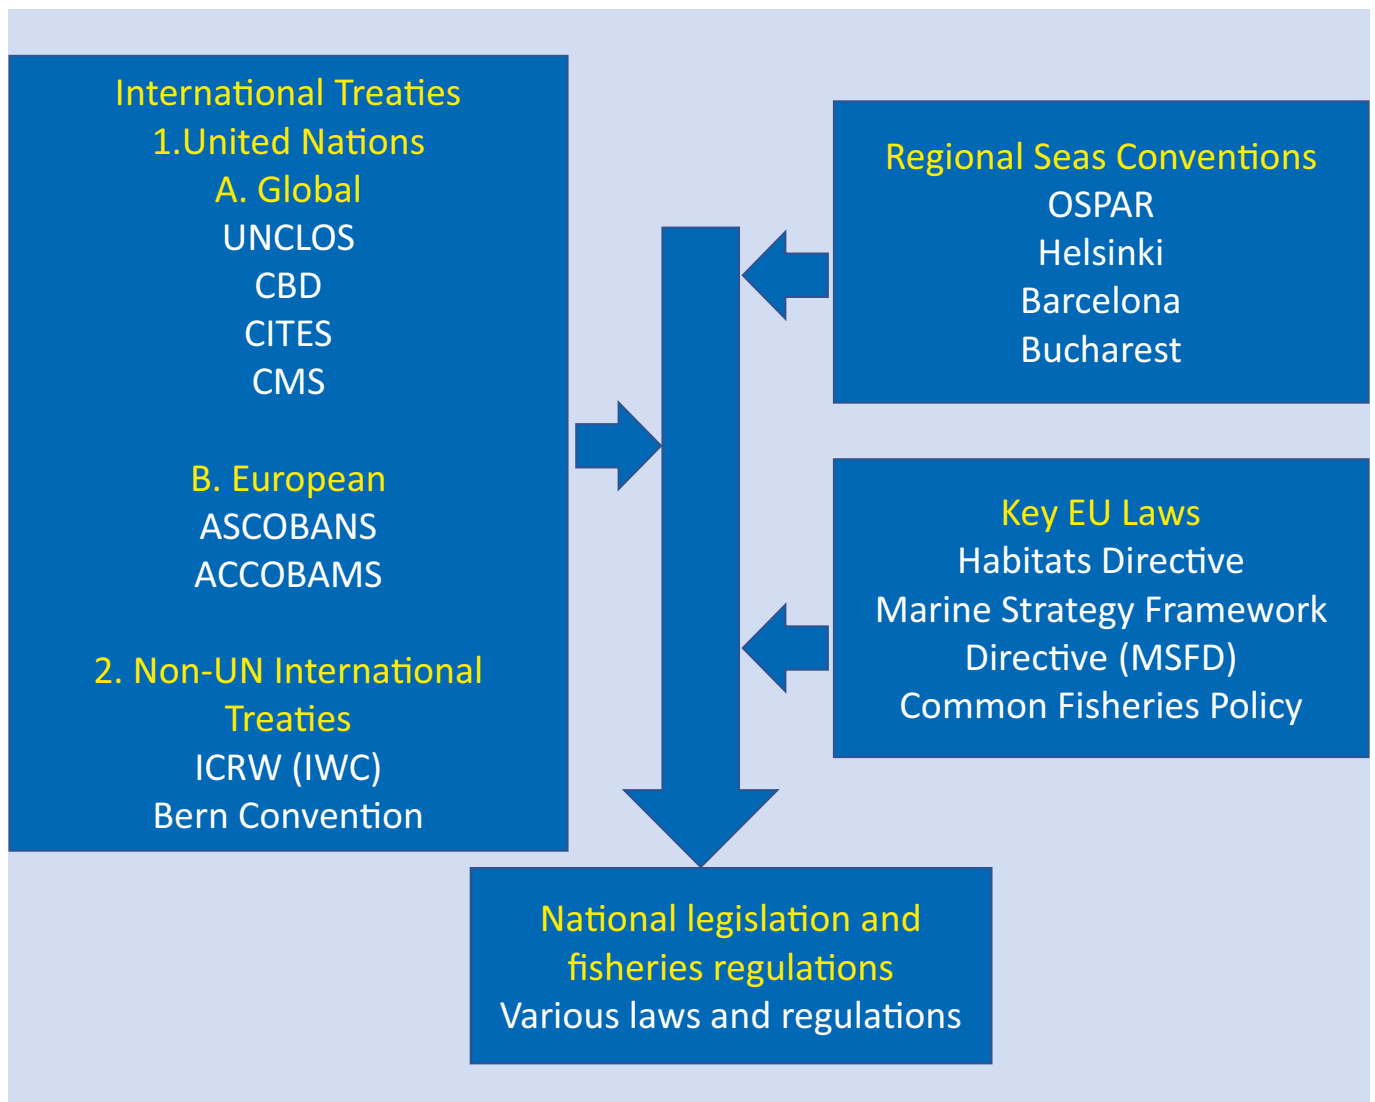 International Treaties
1.United Nations
A. Global
UNCLOS
CBD
CITES
CMS
B. European
ASCOBANS
ACCOBAMS
2. Non-UN International
Treaties
ICRW (IWC)
Bern Convention
Regional Seas Conventions
OSPAR
Helsinki
Barcelona
Bucharest
Key EU Laws
Habitats Directive
Marine Strategy Framework
Directive (MSFD)
Common Fisheries Policy
National legislation and
fisheries regulations
Various laws and regulations